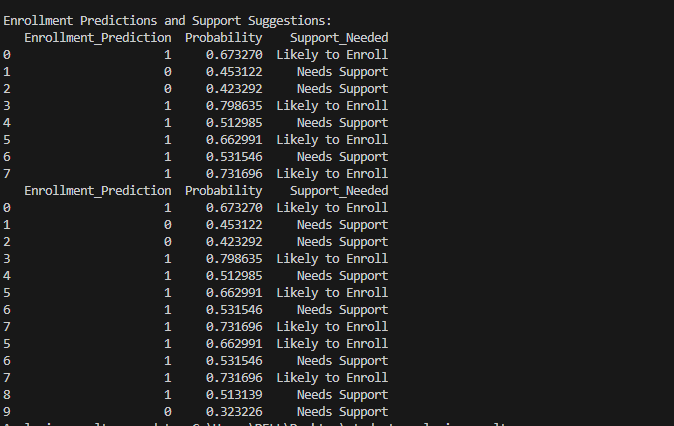 Enrollment Predictions and Support Suggestions:
   Enrollment_Prediction  Probability    Support_Needed
0                      1     0.673270  Likely to Enroll
1                      0     0.453122     Needs Support
2                      0     0.423292     Needs Support
3                      1     0.798635  Likely to Enroll
4                      1     0.512985     Needs Support
5                      1     0.662991  Likely to Enroll
6                      1     0.531546     Needs Support
7                      1     0.731696  Likely to Enroll
   Enrollment_Prediction  Probability    Support_Needed
0                      1     0.673270  Likely to Enroll
1                      0     0.453122     Needs Support
2                      0     0.423292     Needs Support
3                      1     0.798635  Likely to Enroll
4                      1     0.512985     Needs Support
5                      1     0.662991  Likely to Enroll
6                      1     0.531546     Needs Support
7                      1     0.731696  Likely to Enroll
5                      1     0.662991  Likely to Enroll
6                      1     0.531546     Needs Support
7                      1     0.731696  Likely to Enroll
8                      1     0.513139     Needs Support
9                      0     0.323226     Needs Support